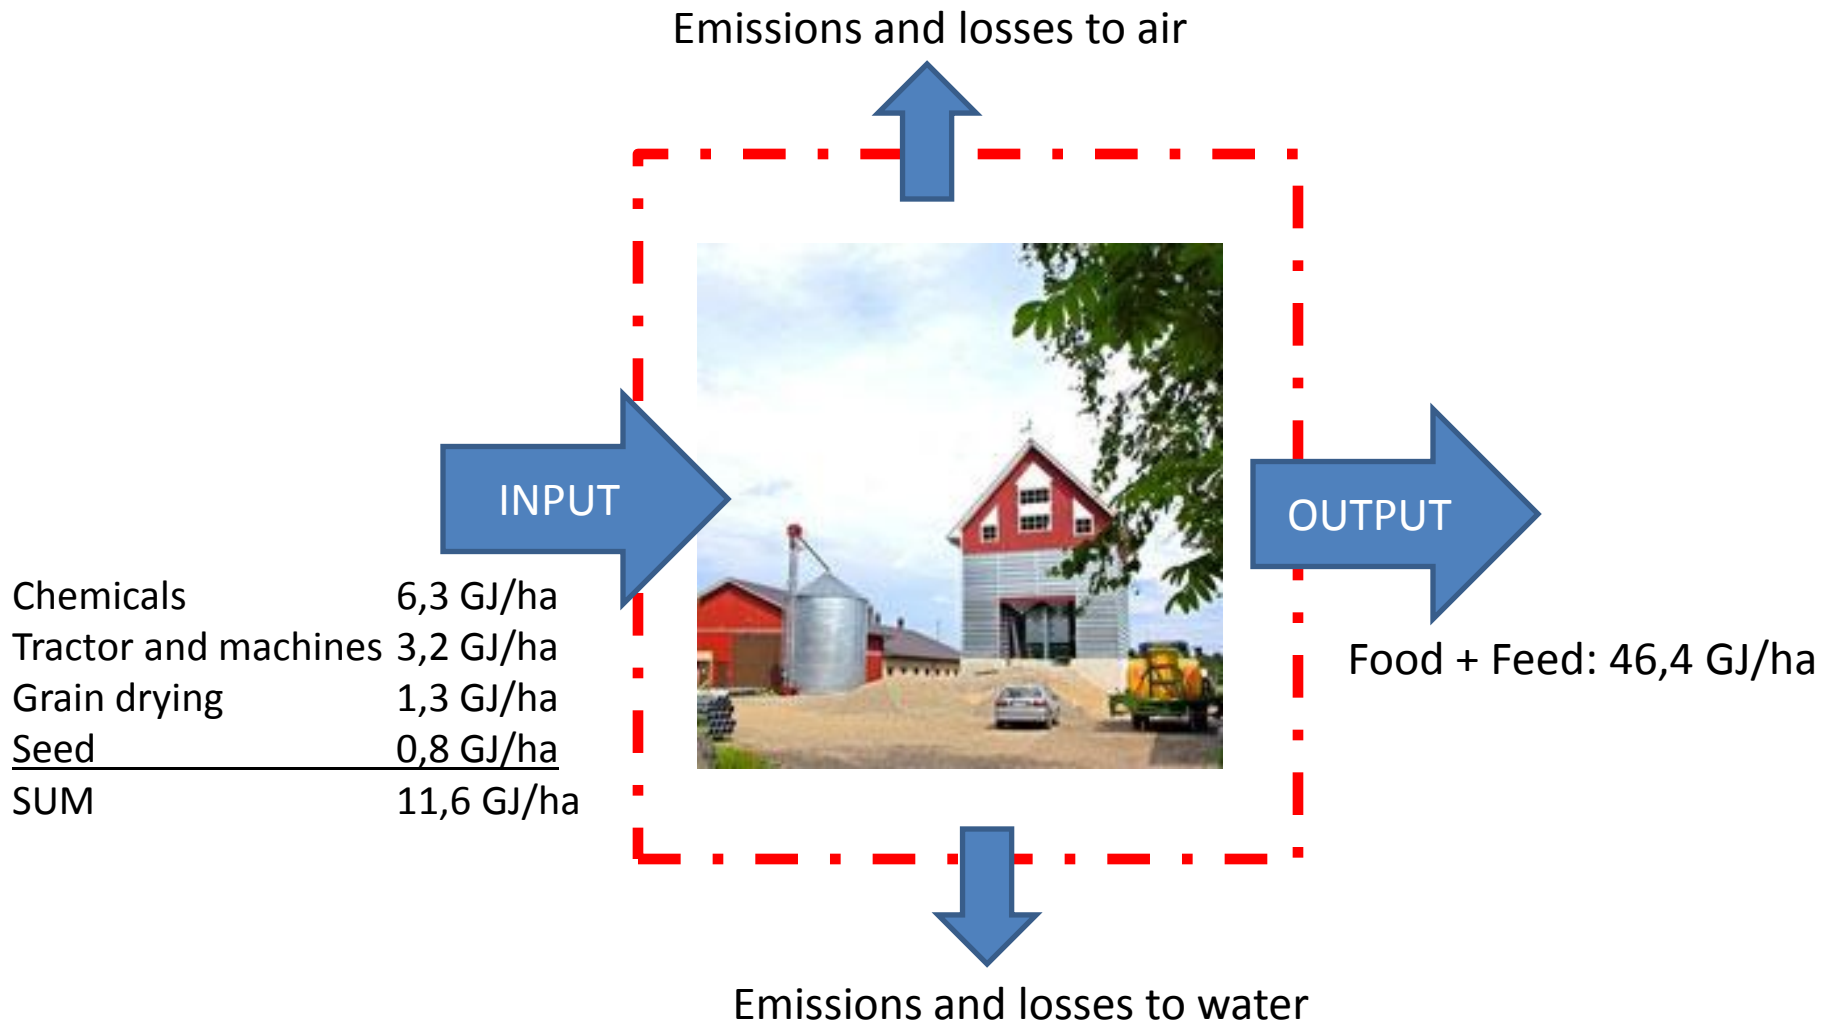 Emissions and losses to air
INPUT
OUTPUT
Chemicals 6,3 GJ/ha
Tractor and machines 3,2 GJ/ha
Grain drying 1,3 GJ/ha
Seed 0,8 GJ/ha
SUM 11,6 GJ/ha
Food + Feed: 46,4 GJ/ha
Emissions and losses to water